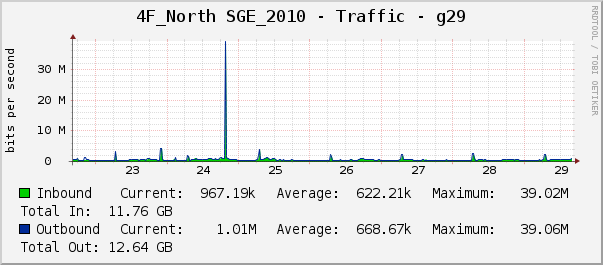 4F_North SGE_2010 - Traffic - g29
RRDTOOL / TOBI OETIKER
bits per second
30 M
20 M
10 M
0
23 24 25 26 27 28 29
Inbound Current: 967.19k Average: 622.21k Maximum: 39.02M
Total In: 11.76 GB
Outbound Current: 1.01M Average: 668.67k Maximum: 39.06M
Total Out: 12.64 GB